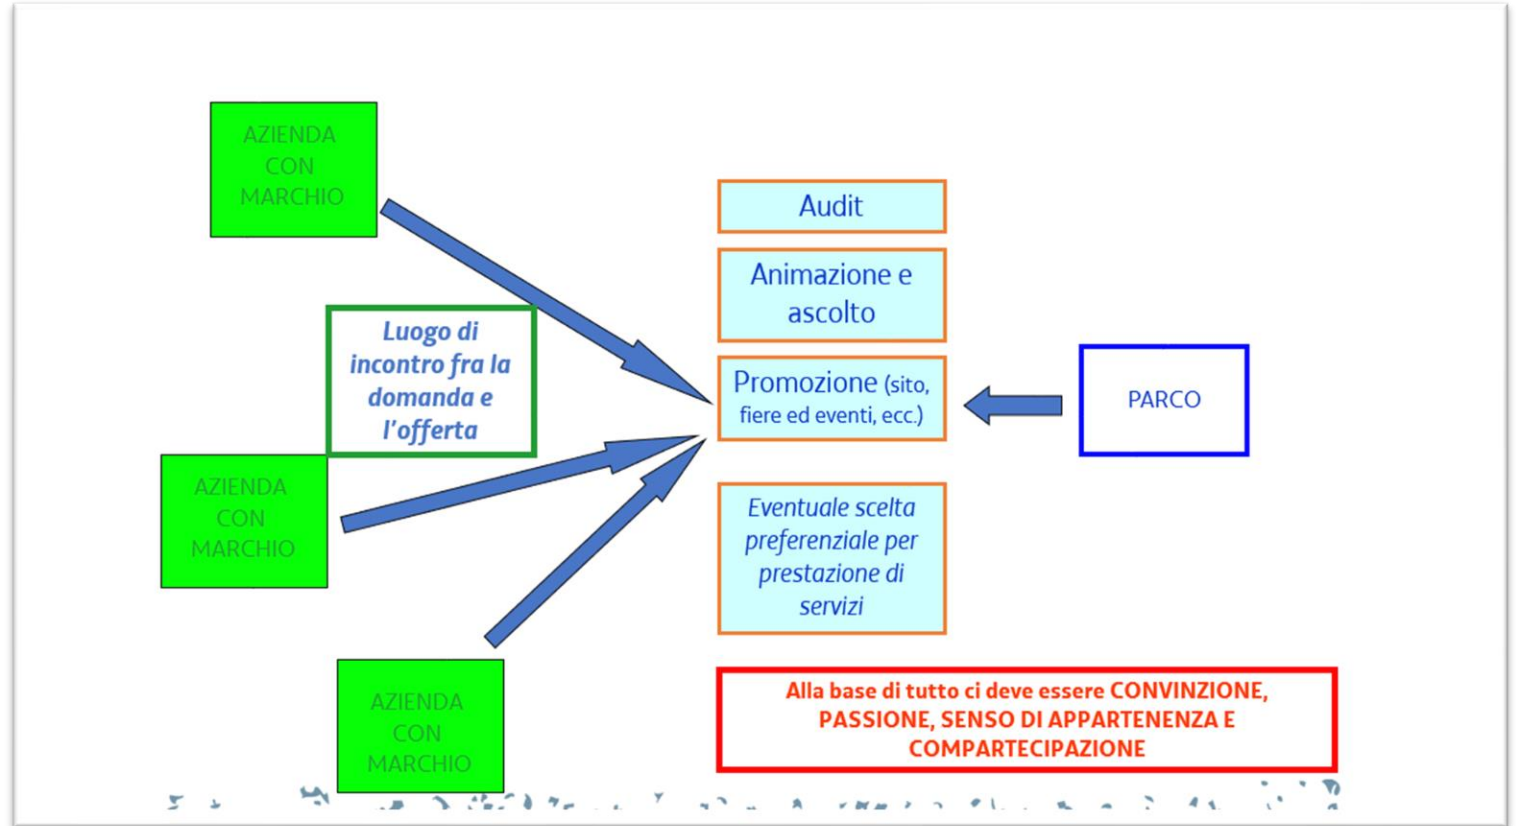 AZIENDA
CON
MARCHIO
Audit
Animazione e
ascolto
Luogo di
incontro fra la
domanda e
l'offerta
Promozione (sito,
fiere ed eventi, ecc.)
PARCO
AZIENDA
CON
MARCHIO
Eventuale scelta
preferenziale per
prestazione di
servizi
AZIENDA
CON
MARCHIO
Alla base di tutto ci deve essere CONVINZIONE,
PASSIONE, SENSO DI APPARTENENZA E
COMPARTECIPAZIONE